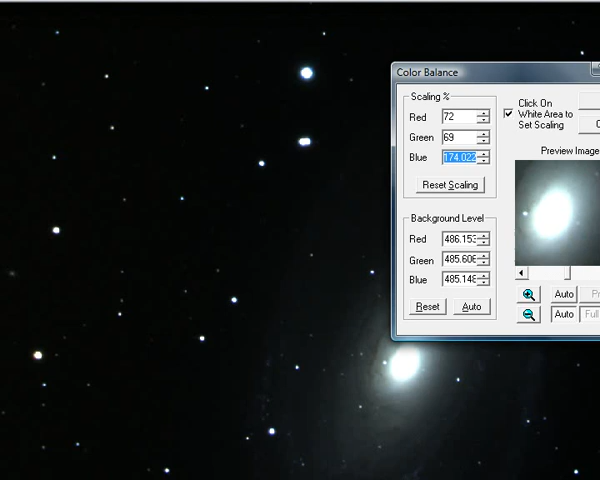 Color Balance
Scaling %
Red 72
Green 69
Blue 174.022
Reset Scaling
Click On
White Area to
Set Scaling
Preview Image
Background Level
Red 486.153
Green 485.606
Blue 485.148
Reset Auto
Auto
Auto Full